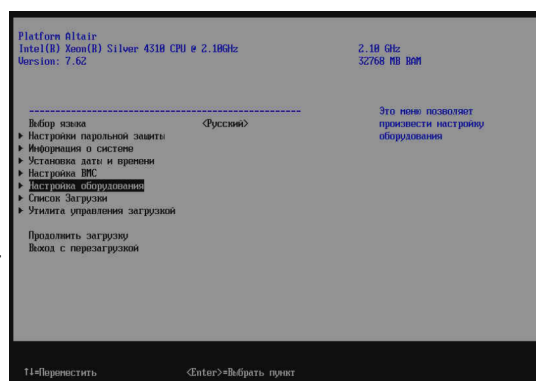 Platform Altair
Intel(R) Xeon(R) Silver 4310 CPU @ 2.10GHz 2.10 GHz
Version: 7.62 32768 MB RAM
Это меню позволяет
произвести настройку
оборудования
Выбор языка <Русский>
Настройки парольной защиты
Информация о системе
Установка даты и времени
Настройка BMC
Настройка оборудования
Список Загрузки
Утилита управления загрузкой
Продолжить загрузку
Выход с перезагрузкой
↑↓=Переместить <Enter>=Выбрать пункт